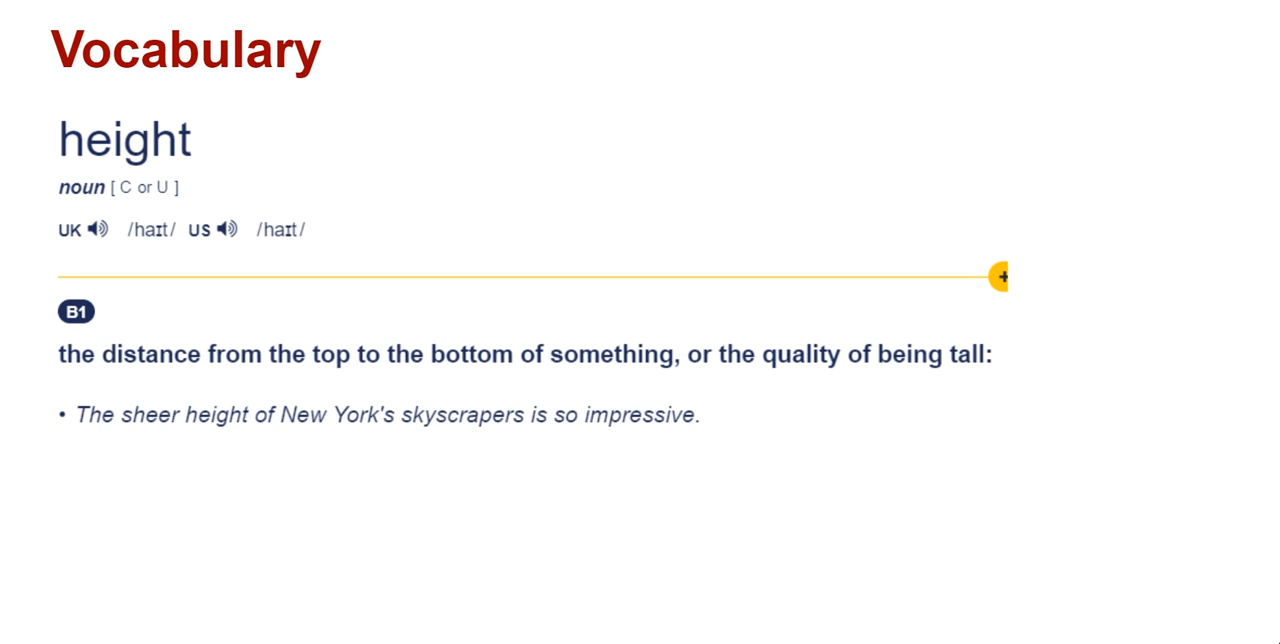 Vocabulary
height
noun [ C or U ]
UK /haɪt/ US /haɪt/
+
B1
the distance from the top to the bottom of something, or the quality of being tall:
• The sheer height of New York's skyscrapers is so impressive.